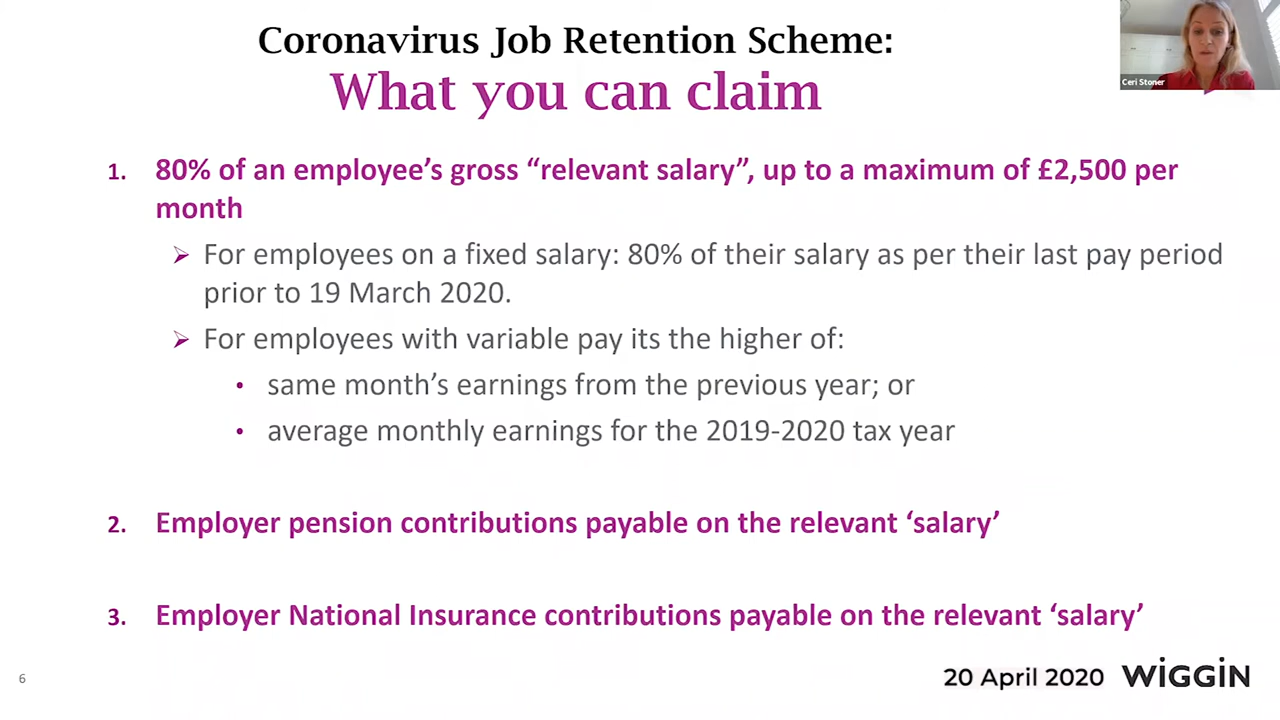 Coronavirus Job Retention Scheme:
What you can claim
Ceri Stoner
1. 80% of an employee’s gross “relevant salary”, up to a maximum of £2,500 per
month
➢ For employees on a fixed salary: 80% of their salary as per their last pay period
prior to 19 March 2020.
➢ For employees with variable pay its the higher of:
• same month’s earnings from the previous year; or
• average monthly earnings for the 2019-2020 tax year
2. Employer pension contributions payable on the relevant ‘salary’
3. Employer National Insurance contributions payable on the relevant ‘salary’
6
20 April 2020 WIGGIN